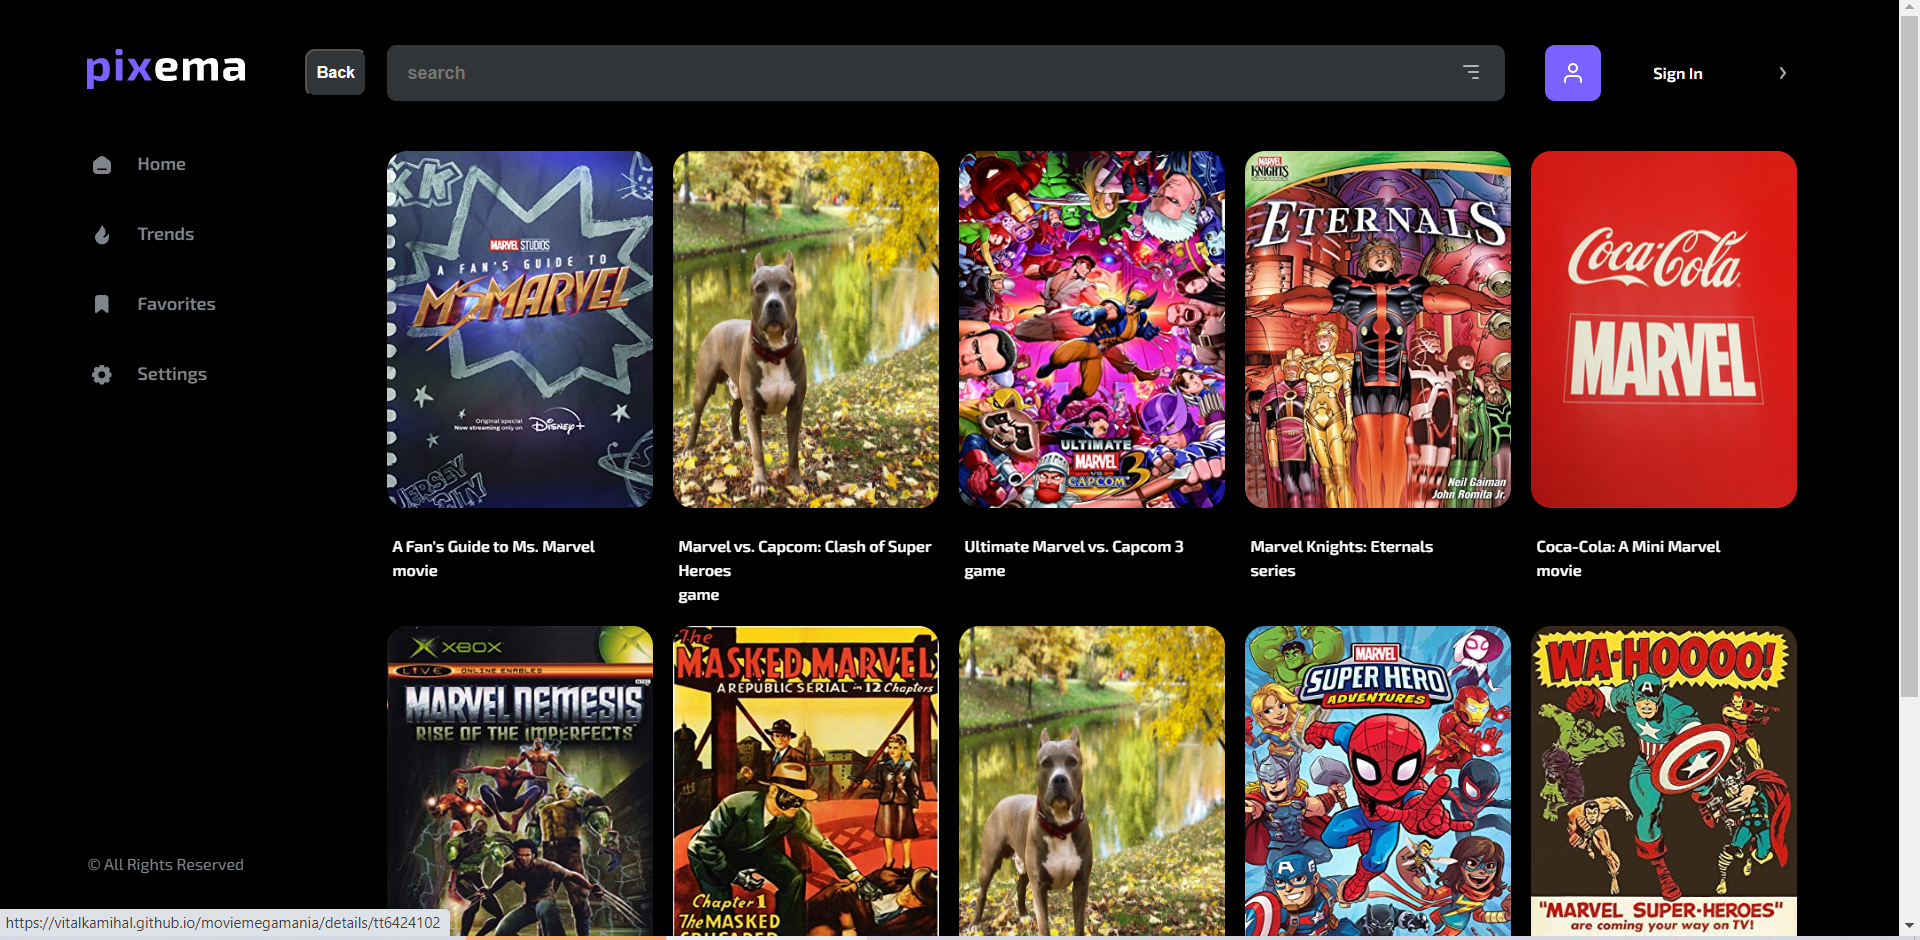 pixema
Back
search
Sign In
Home
Trends
Favorites
Settings
KK
MARVEL STUDIOS
A FAN'S GUIDE TO
MS MARVEL
Original special
Now streaming only on
Disney+
JERSEY
CITY
ULTIMATE
MARVEL
VS.
CAPCOM 3
MARVEL
KNIGHTS
ETERNALS
Neil Gaiman
John Romita Jr.
Coca-Cola
MARVEL
A Fan's Guide to Ms. Marvel
movie
Marvel vs. Capcom: Clash of Super
Heroes
game
Ultimate Marvel vs. Capcom 3
game
Marvel Knights: Eternals
series
Coca-Cola: A Mini Marvel
movie
XBOX
LIVE ONLINE ENABLED
MARVEL NEMESIS
RISE OF THE IMPERFECTS
The
MASKED MARVEL
A REPUBLIC SERIAL in 12 Chapters
Chapter 1
The MASKED
CRUSADER
MARVEL
SUPER HERO
ADVENTURES
WA-HOOOO!
"MARVEL SUPER-HEROES"
are coming your way on TV!
© All Rights Reserved
https://vitalkamihal.github.io/moviemegamania/details/tt6424102